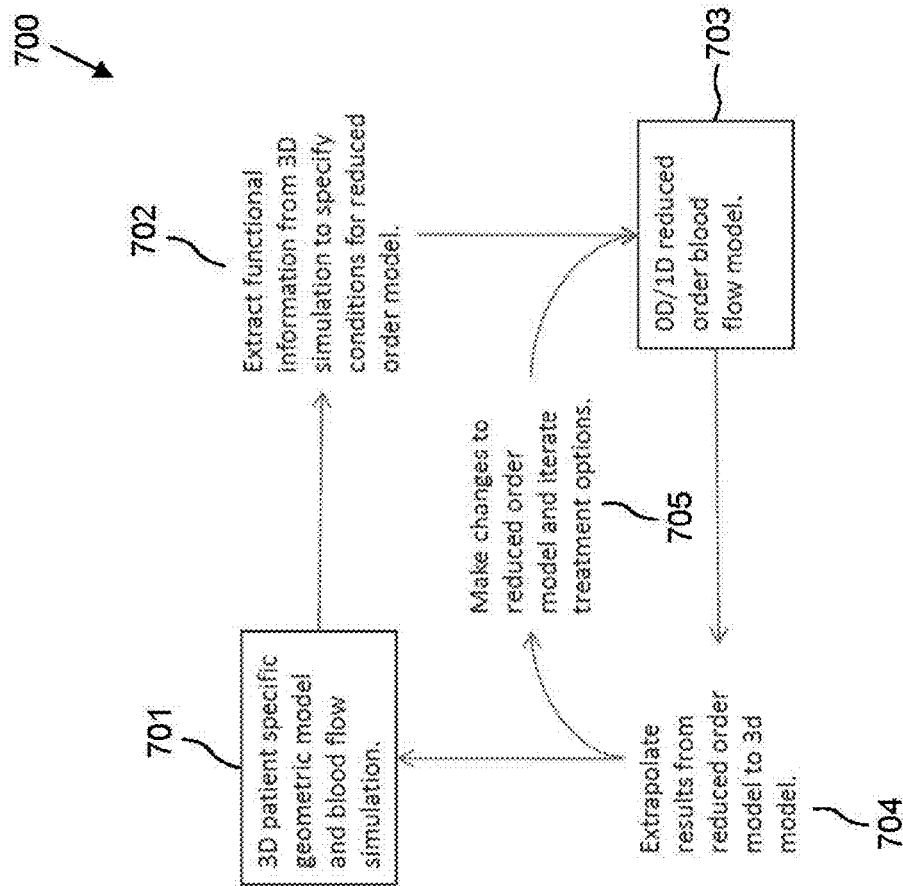 700
701
3D patient specific
geometric model
and blood flow
simulation.
702
Extract functional
information from 3D
simulation to specify
conditions for reduced
order model.
703
0D/1D reduced
order blood
flow model.
704
Extrapolate
results from
reduced order
model to 3d
model.
705
Make changes to
reduced order
model and iterate
treatment options.